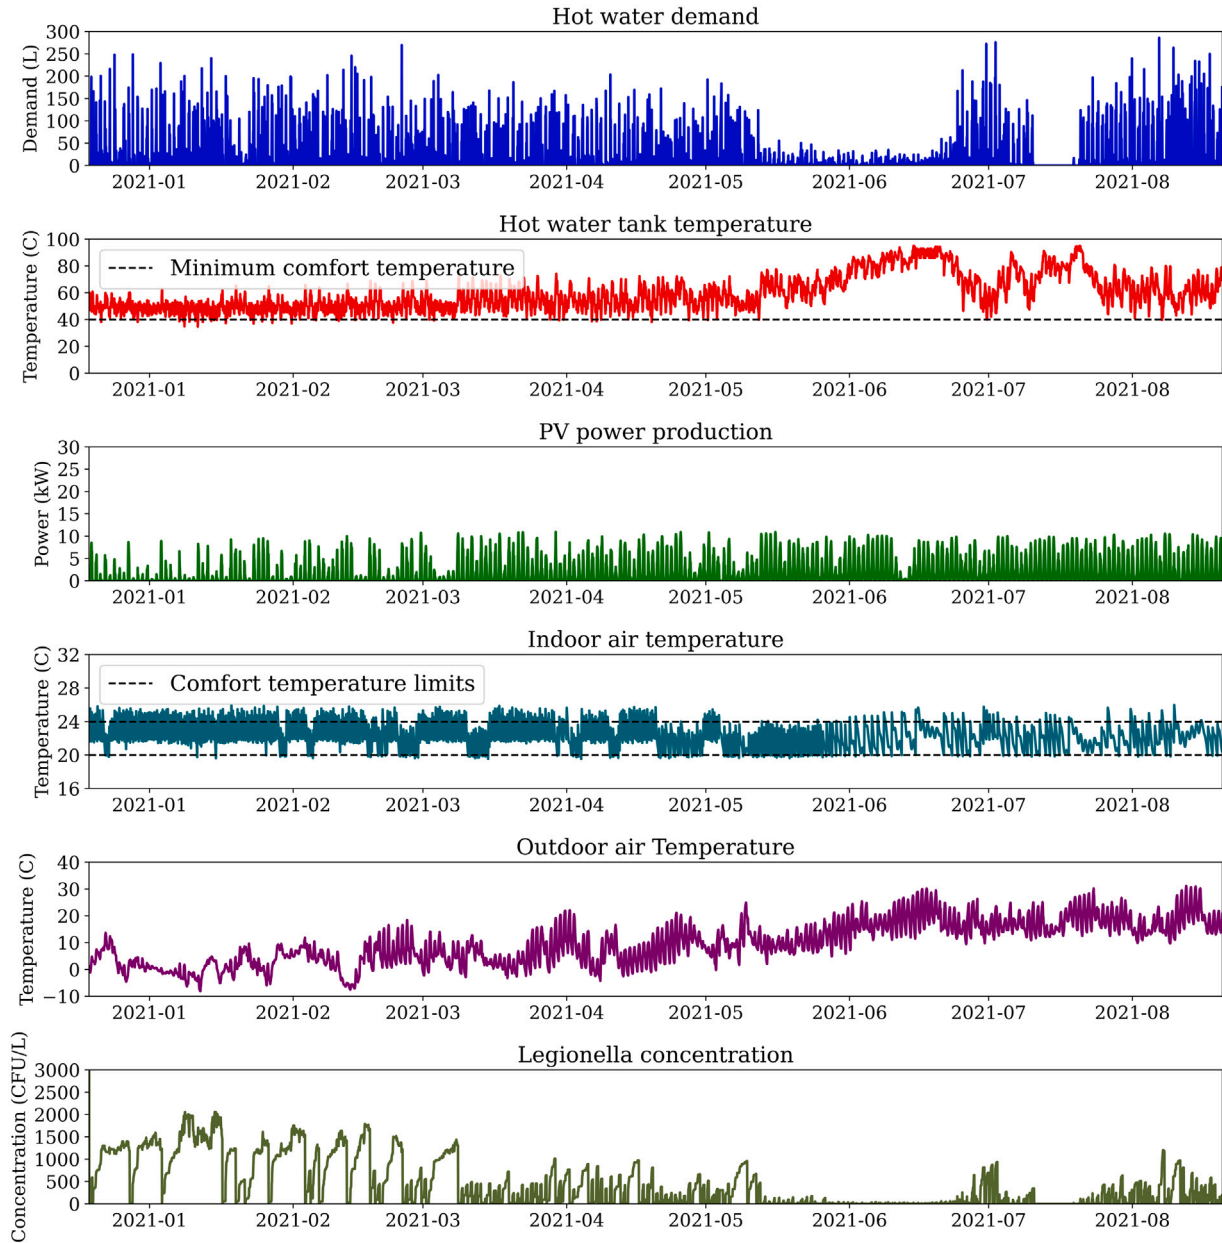 Hot water demand
Demand (L)
300
250
200
150
100
50
0
2021-01 2021-02 2021-03 2021-04 2021-05 2021-06 2021-07 2021-08
Hot water tank temperature
Temperature (C)
100
80
60
40
20
0
Minimum comfort temperature
2021-01 2021-02 2021-03 2021-04 2021-05 2021-06 2021-07 2021-08
PV power production
Power (kW)
30
25
20
15
10
5
0
2021-01 2021-02 2021-03 2021-04 2021-05 2021-06 2021-07 2021-08
Indoor air temperature
Temperature (C)
32
28
24
20
16
Comfort temperature limits
2021-01 2021-02 2021-03 2021-04 2021-05 2021-06 2021-07 2021-08
Outdoor air Temperature
Temperature (C)
40
30
20
10
0
−10
2021-01 2021-02 2021-03 2021-04 2021-05 2021-06 2021-07 2021-08
Legionella concentration
Concentration (CFU/L)
3000
2500
2000
1500
1000
500
0
2021-01 2021-02 2021-03 2021-04 2021-05 2021-06 2021-07 2021-08